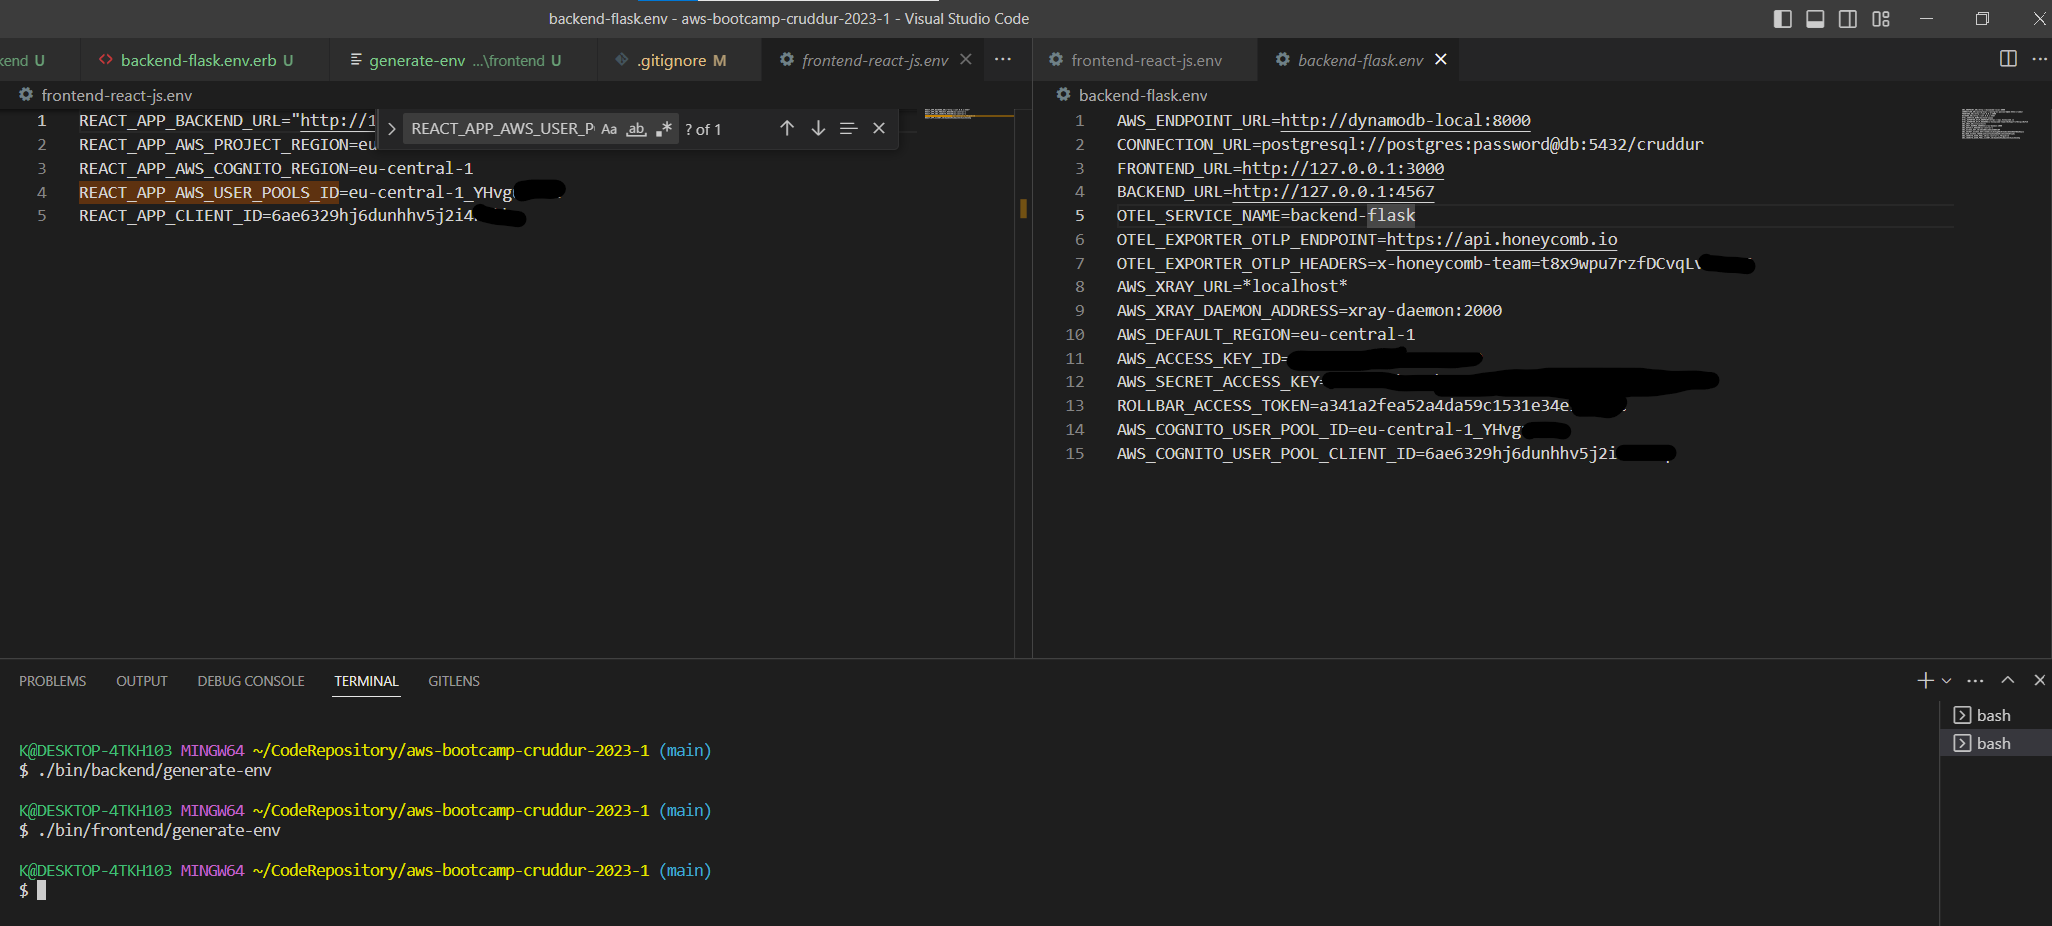 backend-flask.env - aws-bootcamp-cruddur-2023-1 - Visual Studio Code
kend U
backend-flask.env.erb U
generate-env ...\frontend U
.gitignore M
frontend-react-js.env
frontend-react-js.env
backend-flask.env
frontend-react-js.env
1 REACT_APP_BACKEND_URL="http://1
2 REACT_APP_AWS_PROJECT_REGION=eu
3 REACT_APP_AWS_COGNITO_REGION=eu-central-1
4 REACT_APP_AWS_USER_POOLS_ID=eu-central-1_YHvg
5 REACT_APP_CLIENT_ID=6ae6329hj6dunhhv5j2i4
REACT_APP_AWS_USER_P Aa ab .* ? of 1
backend-flask.env
1 AWS_ENDPOINT_URL=http://dynamodb-local:8000
2 CONNECTION_URL=postgresql://postgres:password@db:5432/cruddur
3 FRONTEND_URL=http://127.0.0.1:3000
4 BACKEND_URL=http://127.0.0.1:4567
5 OTEL_SERVICE_NAME=backend-flask
6 OTEL_EXPORTER_OTLP_ENDPOINT=https://api.honeycomb.io
7 OTEL_EXPORTER_OTLP_HEADERS=x-honeycomb-team=t8x9wpu7rzfDCvqL
8 AWS_XRAY_URL=*localhost*
9 AWS_XRAY_DAEMON_ADDRESS=xray-daemon:2000
10 AWS_DEFAULT_REGION=eu-central-1
11 AWS_ACCESS_KEY_ID=
12 AWS_SECRET_ACCESS_KEY=
13 ROLLBAR_ACCESS_TOKEN=a341a2fea52a4da59c1531e34e
14 AWS_COGNITO_USER_POOL_ID=eu-central-1_YHvg
15 AWS_COGNITO_USER_POOL_CLIENT_ID=6ae6329hj6dunhhv5j2i
PROBLEMS OUTPUT DEBUG CONSOLE TERMINAL GITLENS
bash
bash
K@DESKTOP-4TKH103 MINGW64 ~/CodeRepository/aws-bootcamp-cruddur-2023-1 (main)
$ ./bin/backend/generate-env
K@DESKTOP-4TKH103 MINGW64 ~/CodeRepository/aws-bootcamp-cruddur-2023-1 (main)
$ ./bin/frontend/generate-env
K@DESKTOP-4TKH103 MINGW64 ~/CodeRepository/aws-bootcamp-cruddur-2023-1 (main)
$